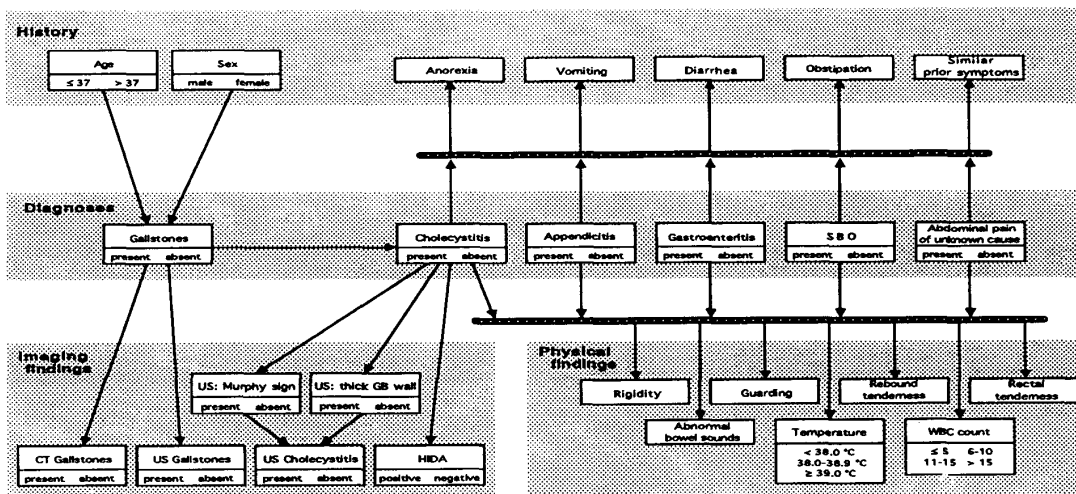 History
Age
≤ 37 > 37
Sex
male female
Anorexia
Vomiting
Diarrhea
Obstipation
Similar
prior symptoms
Diagnoses
Gallstones
present absent
Cholecystitis
present absent
Appendicitis
present absent
Gastroenteritis
present absent
S B O
present absent
Abdominal pain
of unknown cause
present absent
Imaging
findings
US: Murphy sign
present absent
US: thick GB wall
present absent
CT Gallstones
present absent
US Gallstones
present absent
US Cholecystitis
present absent
HIDA
positive negative
Physical
findings
Rigidity
Guarding
Rebound
tenderness
Rectal
tenderness
Abnormal
bowel sounds
Temperature
< 38.0 °C
38.0-38.9 °C
≥ 39.0 °C
WBC count
≤ 5 6-10
11-15 > 15